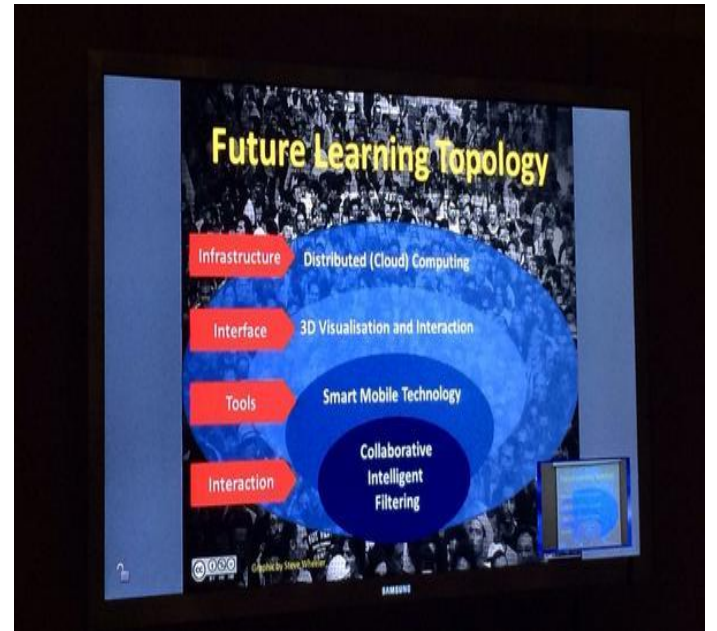 Future Learning Topology
Infrastructure
Distributed (Cloud) Computing
Interface
3D Visualisation and Interaction
Tools
Smart Mobile Technology
Interaction
Collaborative
Intelligent
Filtering
cc
Graphic by Steve Wheeler
SAMSUNG